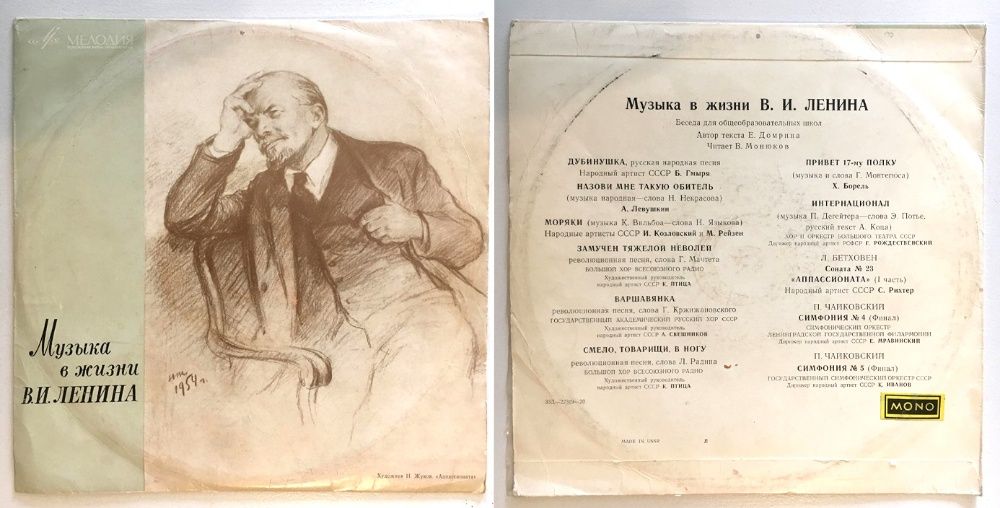 МЕЛОДИЯ
Музыка
в жизни
В.И.ЛЕНИНА
1954 г.
Художник Н. Жуков «Аппассионата»
Музыка в жизни В. И. ЛЕНИНА
Беседа для общеобразовательных школ
Автор текста Е. Домрина
Читает В. Монюков
ДУБИНУШКА, русская народная песня
Народный артист СССР Б. Гмыря
НАЗОВИ МНЕ ТАКУЮ ОБИТЕЛЬ
(музыка народная—слова Н. Некрасова)
А. Левушкин
МОРЯКИ (музыка К. Вильбоа—слова Н. Языкова)
Народные артисты СССР И. Козловский и М. Рейзен
ЗАМУЧЕН ТЯЖЕЛОЙ НЕВОЛЕЙ
революционная песня, слова Г. Мачтета
БОЛЬШОЙ ХОР ВСЕСОЮЗНОГО РАДИО
Художественный руководитель
народный артист СССР К. ПТИЦА
ВАРШАВЯНКА
революционная песня, слова Г. Кржижановского
ГОСУДАРСТВЕННЫЙ АКАДЕМИЧЕСКИЙ РУССКИЙ ХОР СССР
Художественный руководитель
народный артист СССР А. СВЕШНИКОВ
СМЕЛО, ТОВАРИЩИ, В НОГУ
революционная песня, слова Л. Радина
БОЛЬШОЙ ХОР ВСЕСОЮЗНОГО РАДИО
Художественный руководитель
народный артист СССР К. ПТИЦА
ПРИВЕТ 17-му ПОЛКУ
(музыка и слова Г. Монтегюса)
Х. Борель
ИНТЕРНАЦИОНАЛ
(музыка П. Дегейтера—слова Э. Потье,
русский текст А. Коца)
ХОР И ОРКЕСТР БОЛЬШОГО ТЕАТРА СССР
Дирижер народный артист РСФСР Г. РОЖДЕСТВЕНСКИЙ
Л. БЕТХОВЕН
Соната № 23
«АППАССИОНАТА» (I часть)
Народный артист СССР С. Рихтер
П. ЧАЙКОВСКИЙ
СИМФОНИЯ № 4 (Финал)
СИМФОНИЧЕСКИЙ ОРКЕСТР
ЛЕНИНГРАДСКОЙ ГОСУДАРСТВЕННОЙ ФИЛАРМОНИИ
Дирижер народный артист СССР Е. МРАВИНСКИЙ
П. ЧАЙКОВСКИЙ
СИМФОНИЯ № 5 (Финал)
ГОСУДАРСТВЕННЫЙ СИМФОНИЧЕСКИЙ ОРКЕСТР СССР
Дирижер народный артист СССР К. ИВАНОВ
MONO
MADE IN USSR
Л